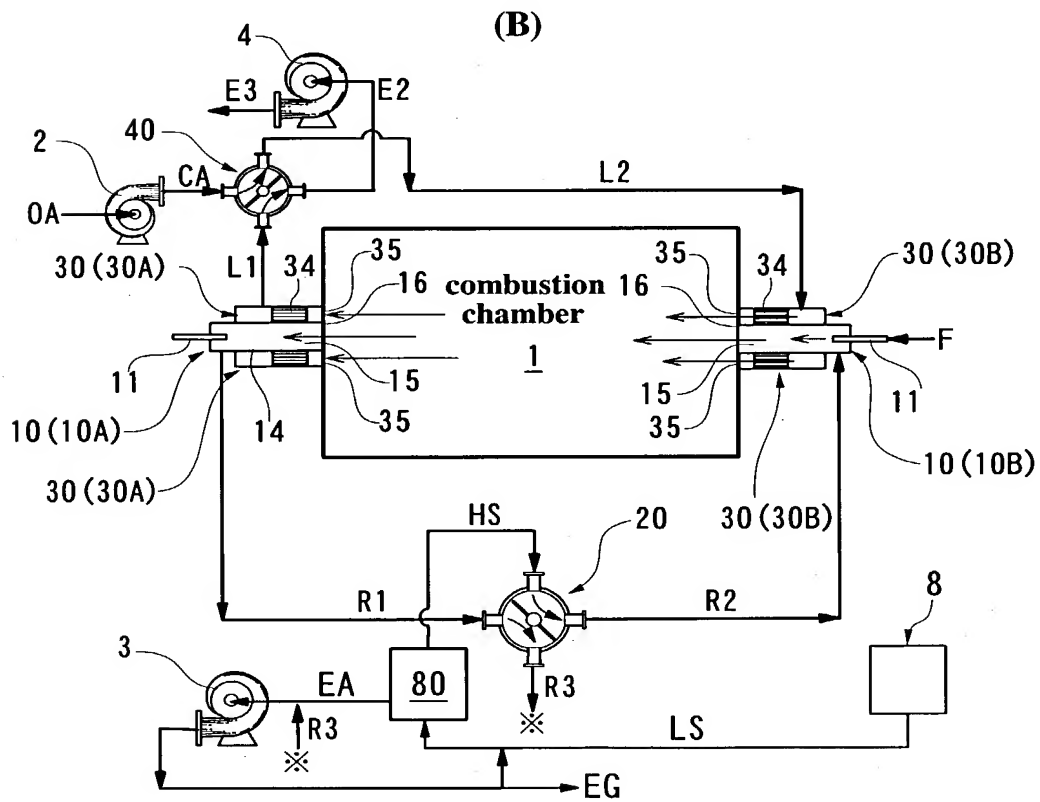 (B)
4
E3
E2
40
2
CA
OA
L2
L1
30(30A)
34
35
16
combustion
chamber
1
35
16
34
30(30B)
F
11
14
15
35
15
35
11
10(10A)
10(10B)
30(30A)
30(30B)
HS
20
R1
R2
8
3
EA
80
R3
※
R3
※
LS
EG